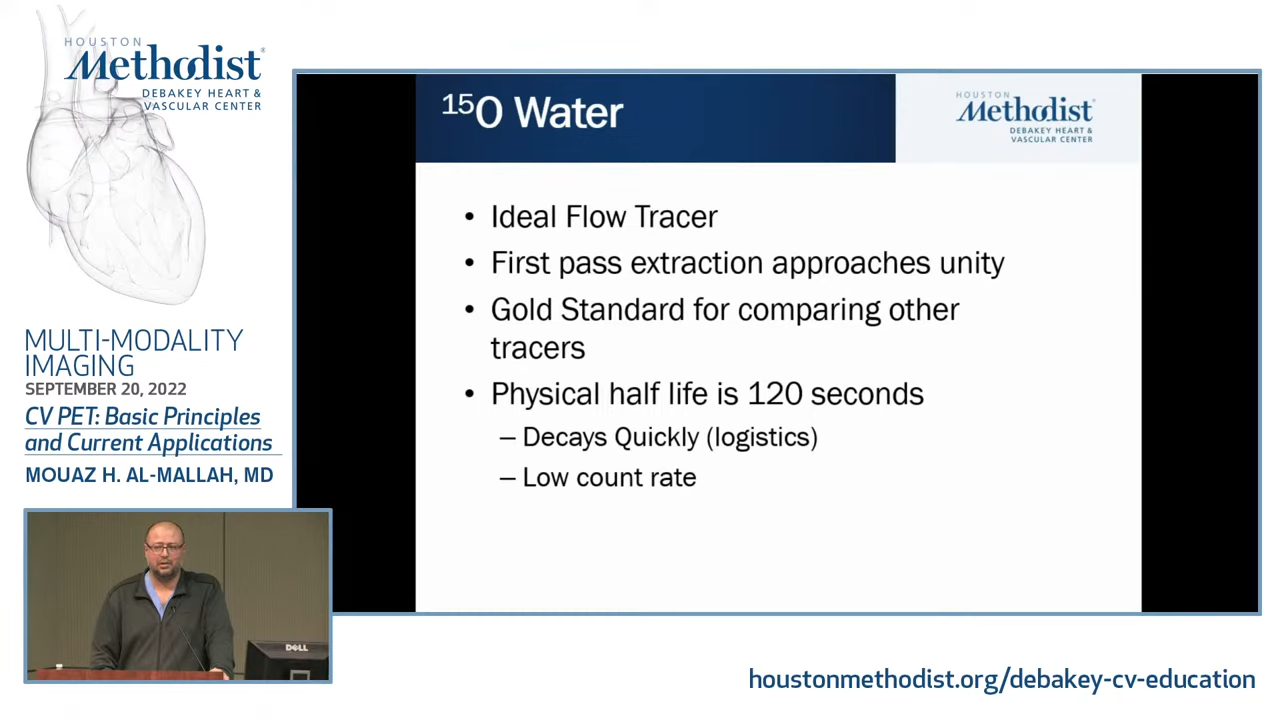 HOUSTON
Methodist®
DEBAKEY HEART &
VASCULAR CENTER
MULTI-MODALITY
IMAGING
SEPTEMBER 20, 2022
CV PET: Basic Principles
and Current Applications
MOUAZ H. AL-MALLAH, MD
¹⁵O Water
HOUSTON
Methodist®
DEBAKEY HEART &
VASCULAR CENTER
• Ideal Flow Tracer
• First pass extraction approaches unity
• Gold Standard for comparing other
tracers
• Physical half life is 120 seconds
– Decays Quickly (logistics)
– Low count rate
DELL
houstonmethodist.org/debakey-cv-education